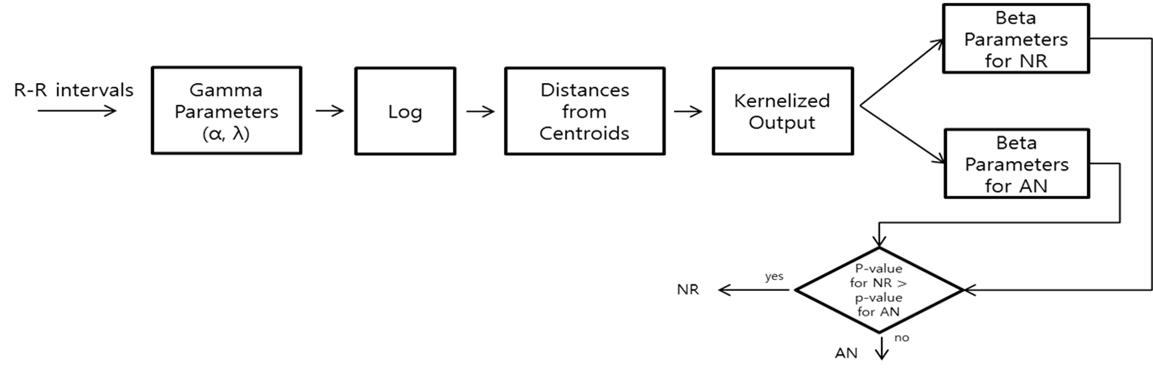 R-R intervals
Gamma
Parameters
(α, λ)
Log
Distances
from
Centroids
Kernelized
Output
Beta
Parameters
for NR
Beta
Parameters
for AN
P-value
for NR >
p-value
for AN
yes
NR
no
AN